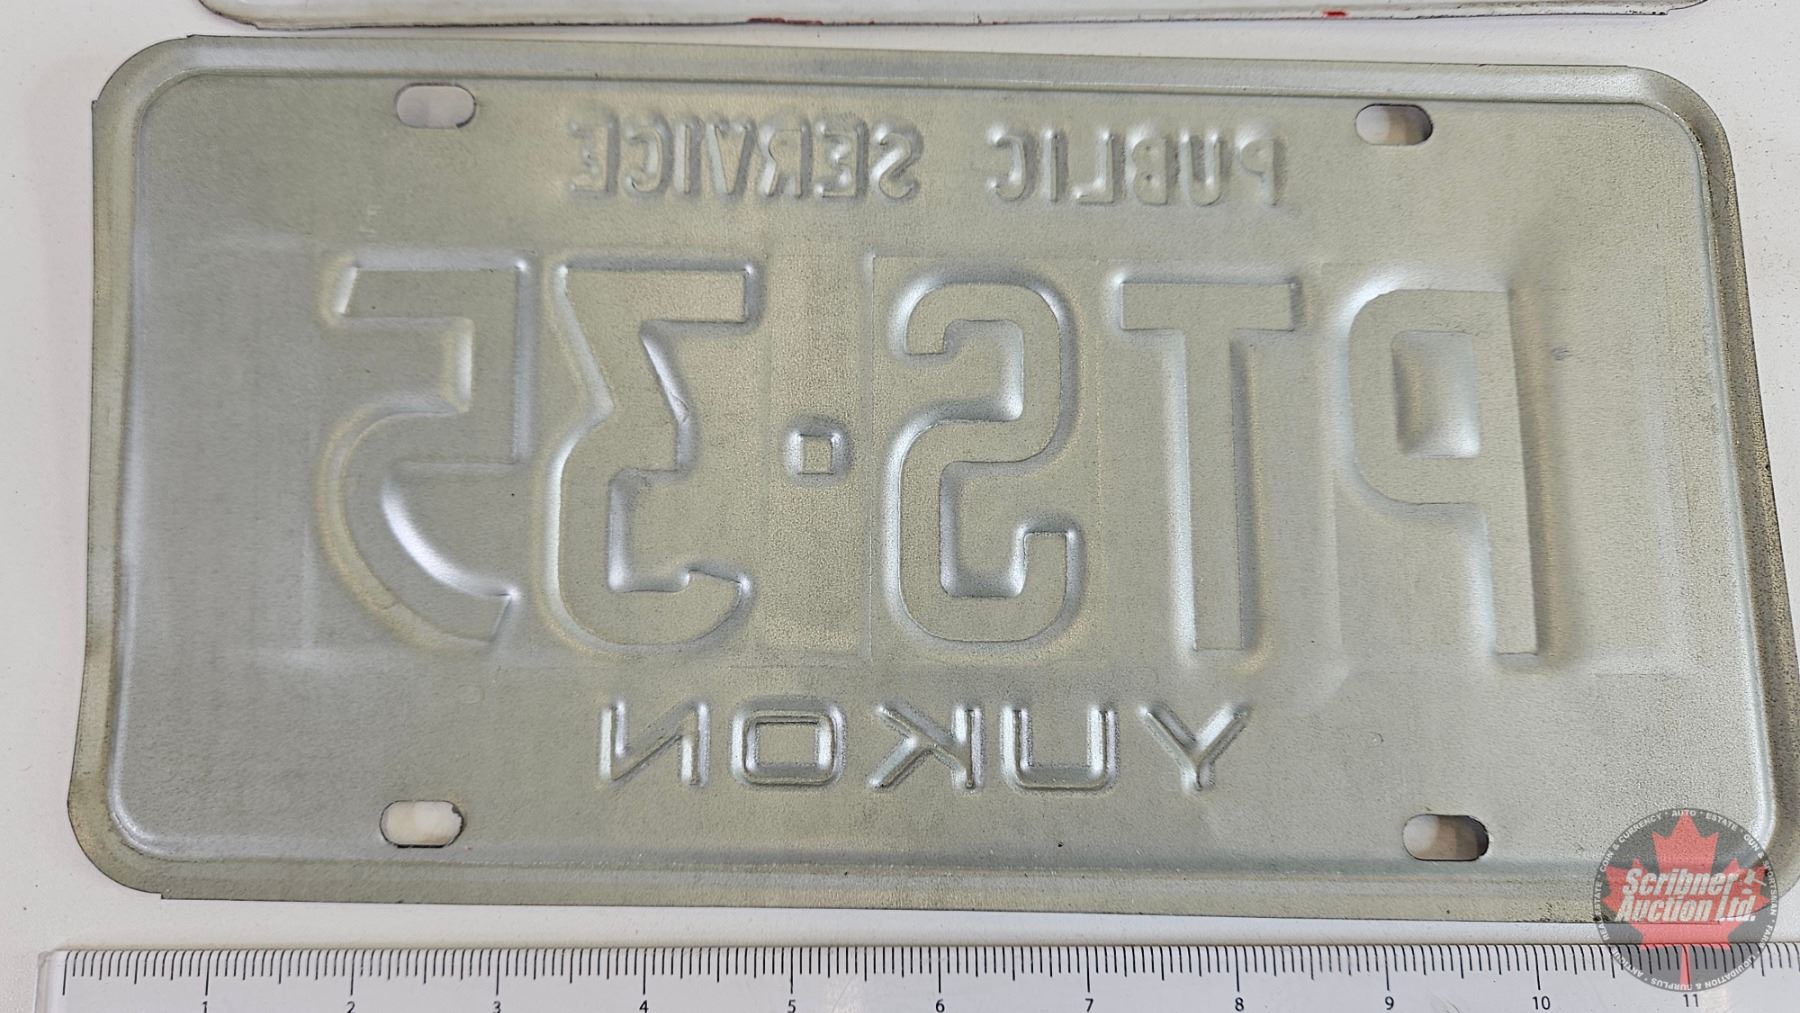 PUBLIC SERVICE
PTS·35
YUKON
Scribner
Auction Ltd.
1 2 3 4 5 6 7 8 9 10 11